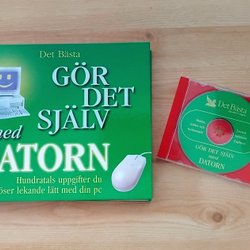 Det Bästa
GÖR
DET
SJÄLV
med
DATORN
Hundratals uppgifter du
löser lekande lätt med din pc
Det Bästa
GÖR DET SJÄLV
med
DATORN